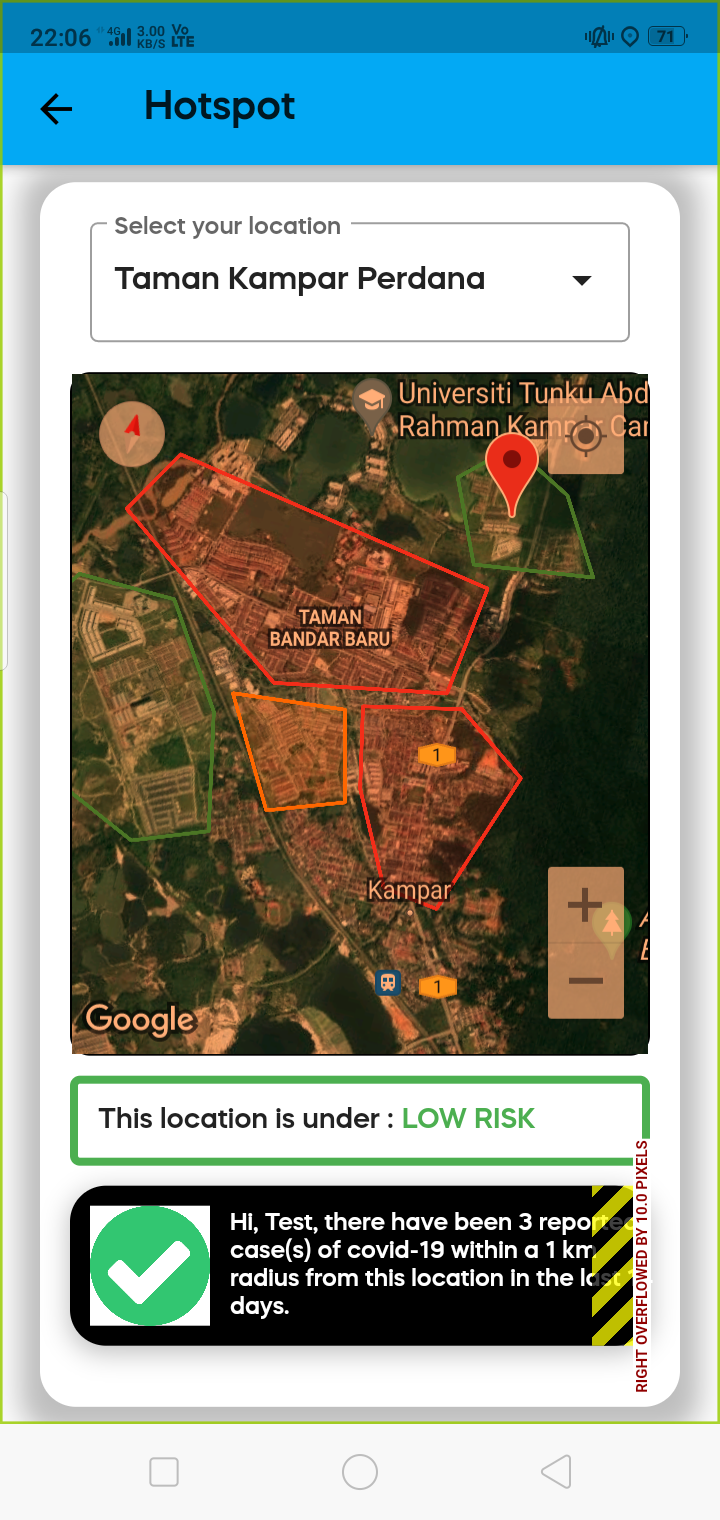 22:06 4G 3.00 KB/S Vo LTE 71
Hotspot
Select your location
Taman Kampar Perdana
Universiti Tunku Abd
Rahman Kampar Car
TAMAN
BANDAR BARU
1
Kampar
1
Google
This location is under : LOW RISK
Hi, Test, there have been 3 reported
case(s) of covid-19 within a 1 km
radius from this location in the last
days.
RIGHT OVERFLOWED BY 10.0 PIXELS